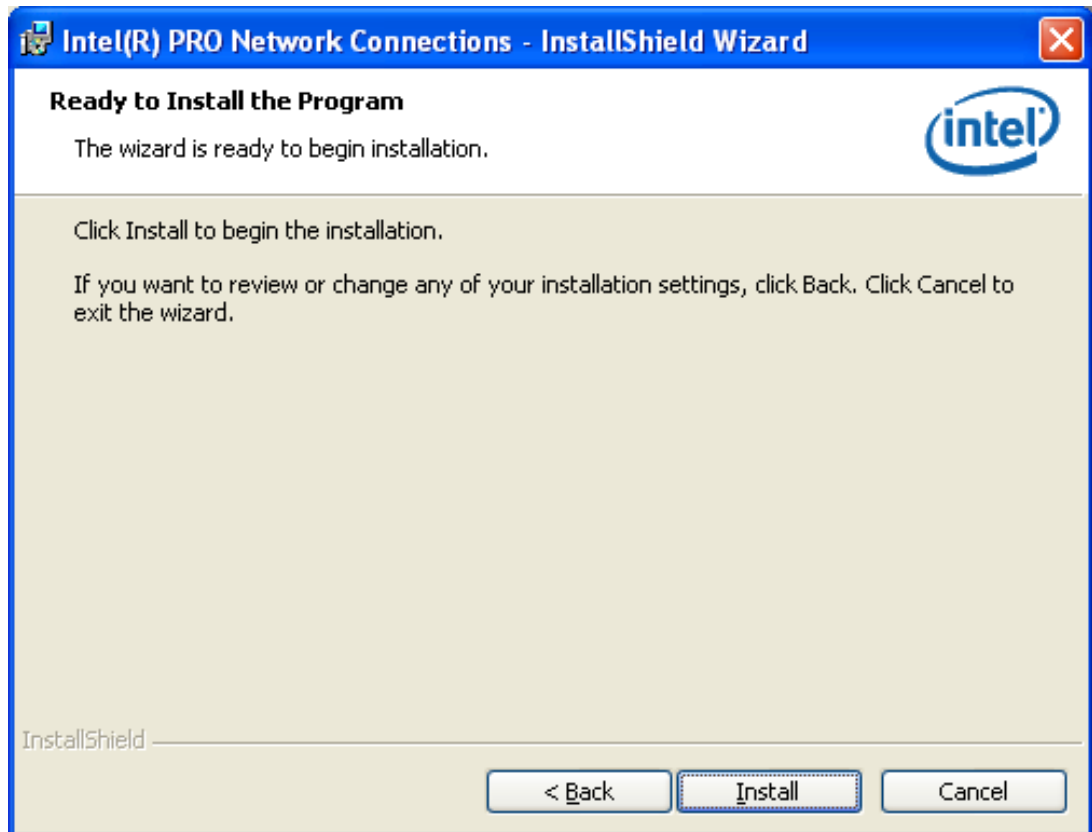 Intel(R) PRO Network Connections - InstallShield Wizard
Ready to Install the Program
The wizard is ready to begin installation.
intel
Click Install to begin the installation.
If you want to review or change any of your installation settings, click Back. Click Cancel to
exit the wizard.
InstallShield
< Back
Install
Cancel